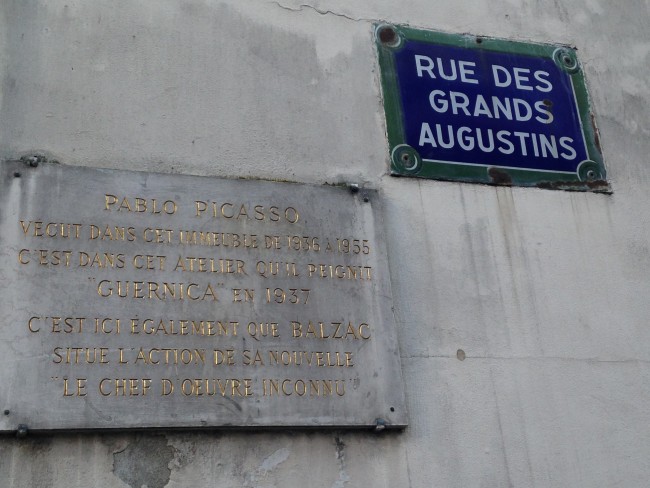 RUE DES
GRANDS
AUGUSTINS
PABLO PICASSO
VÉCUT DANS CET IMMEUBLE DE 1936 À 1955
C'EST DANS CET ATELIER QU'IL PEIGNIT
"GUERNICA" EN 1937
C'EST ICI ÉGALEMENT QUE BALZAC
SITUE L'ACTION DE SA NOUVELLE
"LE CHEF D'ŒUVRE INCONNU"